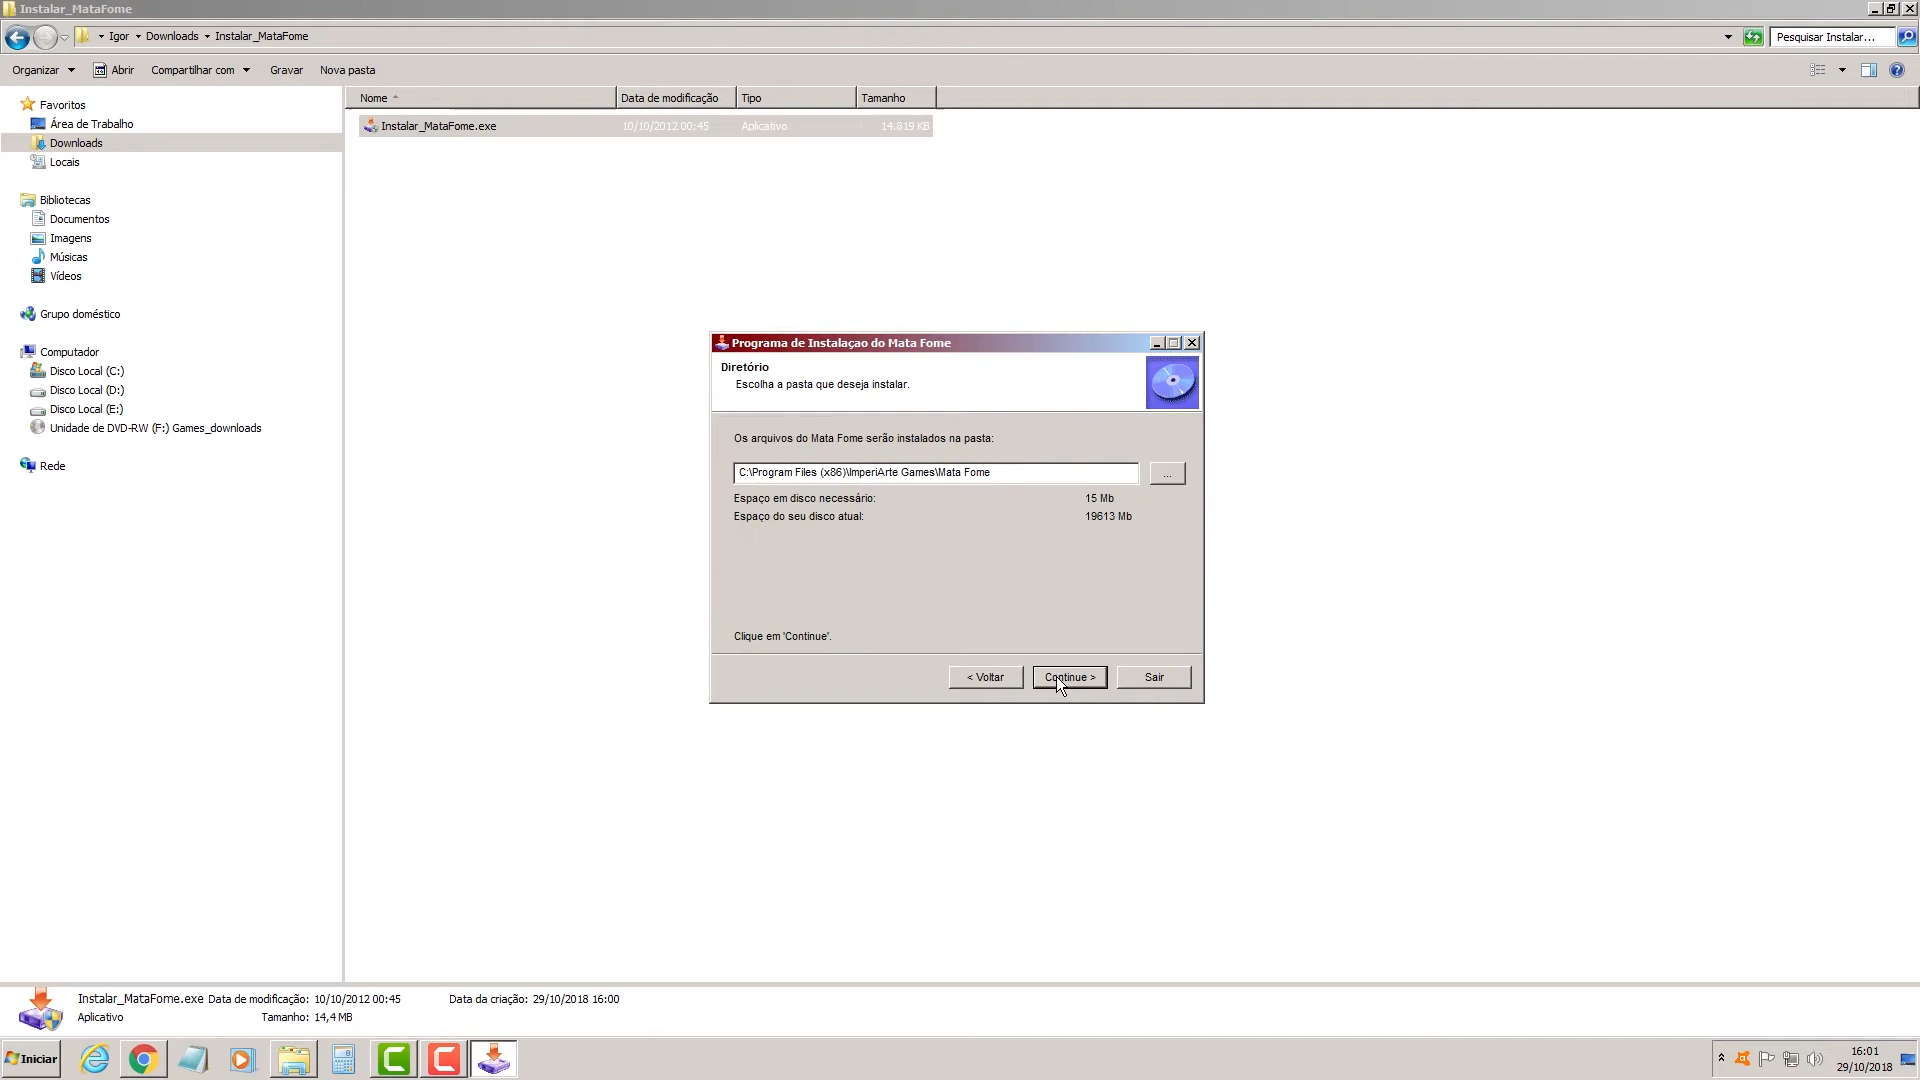 Instalar_MataFome
Igor Downloads Instalar_MataFome
Pesquisar Instalar...
Organizar Abrir Compartilhar com Gravar Nova pasta
Favoritos
Área de Trabalho
Downloads
Locais
Bibliotecas
Documentos
Imagens
Músicas
Vídeos
Grupo doméstico
Computador
Disco Local (C:)
Disco Local (D:)
Disco Local (E:)
Unidade de DVD-RW (F:) Games_downloads
Rede
Nome Data de modificação Tipo Tamanho
Instalar_MataFome.exe 10/10/2012 00:45 Aplicativo 14.819 KB
Programa de Instalaçao do Mata Fome
Diretório
Escolha a pasta que deseja instalar.
Os arquivos do Mata Fome serão instalados na pasta:
C:\Program Files (x86)\ImperiArte Games\Mata Fome
...
Espaço em disco necessário: 15 Mb
Espaço do seu disco atual: 19613 Mb
Clique em 'Continue'.
< Voltar Continue > Sair
Instalar_MataFome.exe Data de modificação: 10/10/2012 00:45 Data da criação: 29/10/2018 16:00
Aplicativo Tamanho: 14,4 MB
Iniciar
16:01
29/10/2018